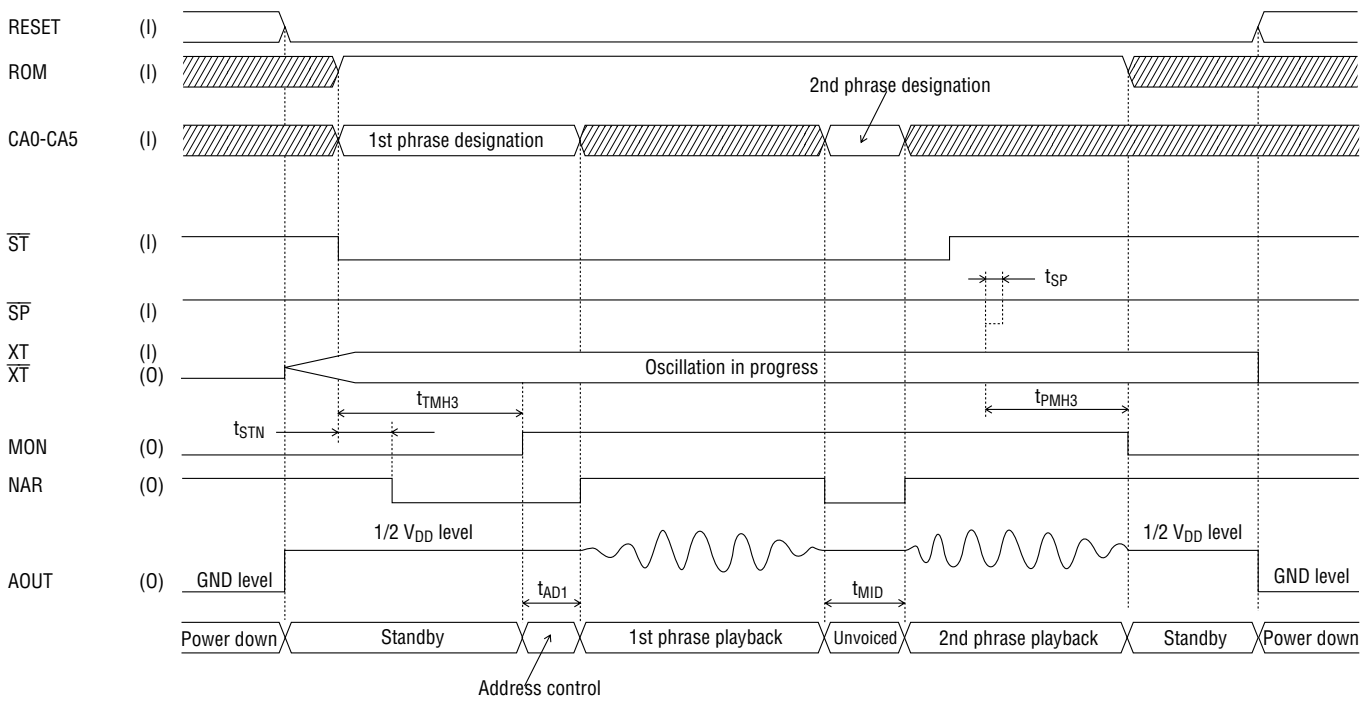 RESET (I)
ROM (I)
2nd phrase designation
CA0-CA5 (I) 1st phrase designation
ST (I)
tSP
SP (I)
XT (I)
XT (O) Oscillation in progress
tTMH3 tPMH3
tSTN
MON (O)
NAR (O)
1/2 VDD level 1/2 VDD level
AOUT (O) GND level tAD1 tMID GND level
Power down Standby 1st phrase playback Unvoiced 2nd phrase playback Standby Power down
Address control